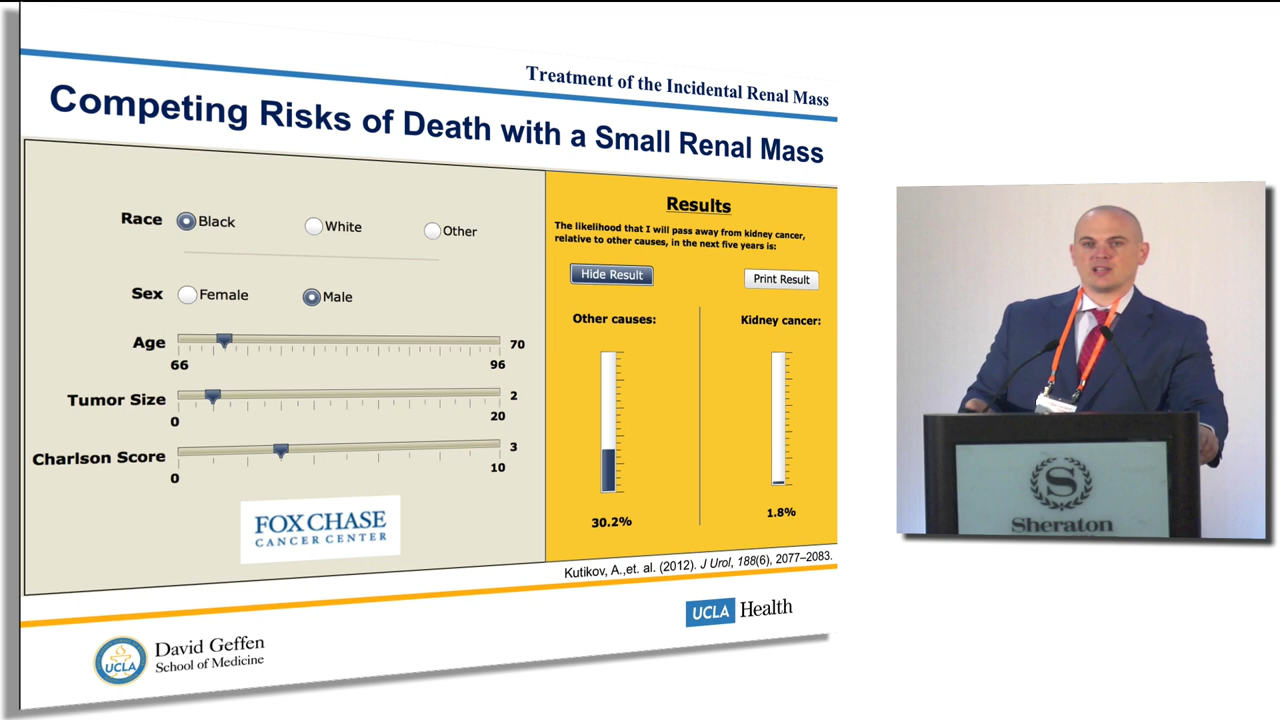 Treatment of the Incidental Renal Mass
Competing Risks of Death with a Small Renal Mass
Race
Black
White
Other
Sex
Female
Male
Age
70
66
96
Tumor Size
2
0
20
Charlson Score
3
0
10
FOX CHASE
CANCER CENTER
Results
The likelihood that I will pass away from kidney cancer,
relative to other causes, in the next five years is:
Hide Result
Print Result
Other causes:
Kidney cancer:
30.2%
1.8%
Kutikov, A.,et. al. (2012). J Urol, 188(6), 2077–2083.
UCLA Health
UCLA
David Geffen
School of Medicine
S
Sheraton